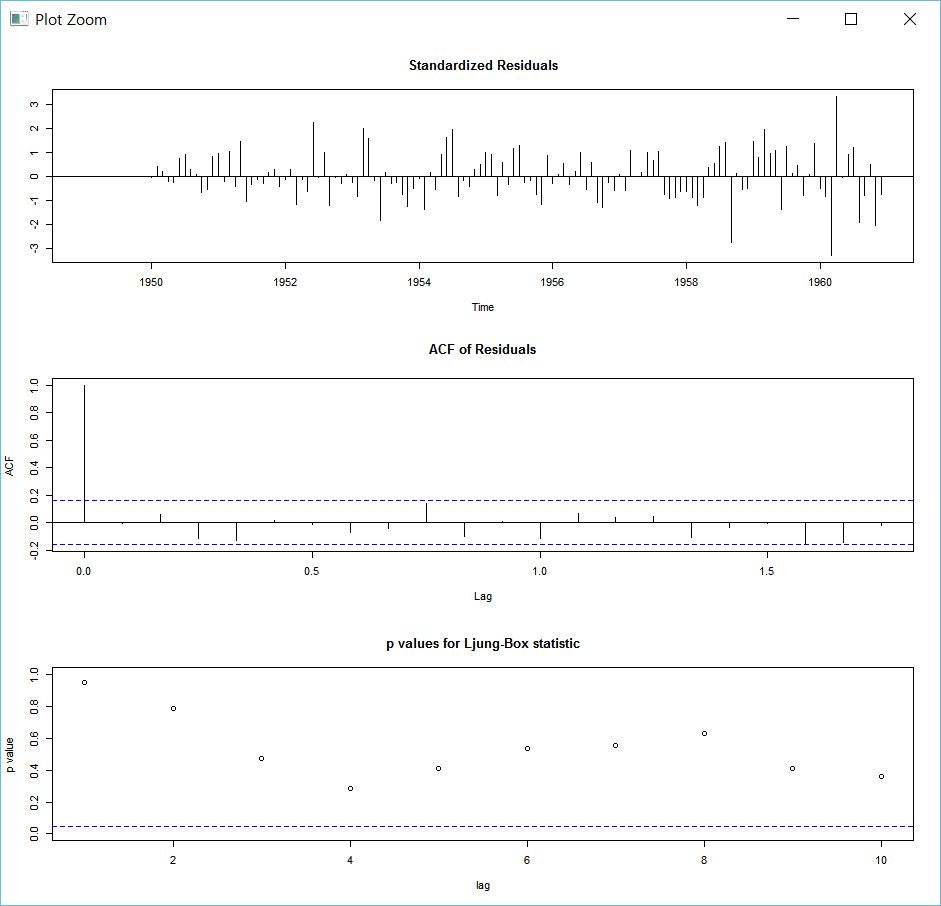 Plot Zoom
Standardized Residuals
3
2
1
0
-1
-2
-3
1950 1952 1954 1956 1958 1960
Time
ACF of Residuals
1.0
0.8
0.6
0.4
0.2
0.0
-0.2
ACF
0.0 0.5 1.0 1.5
Lag
p values for Ljung-Box statistic
1.0
0.8
0.6
0.4
0.2
0.0
p value
2 4 6 8 10
lag